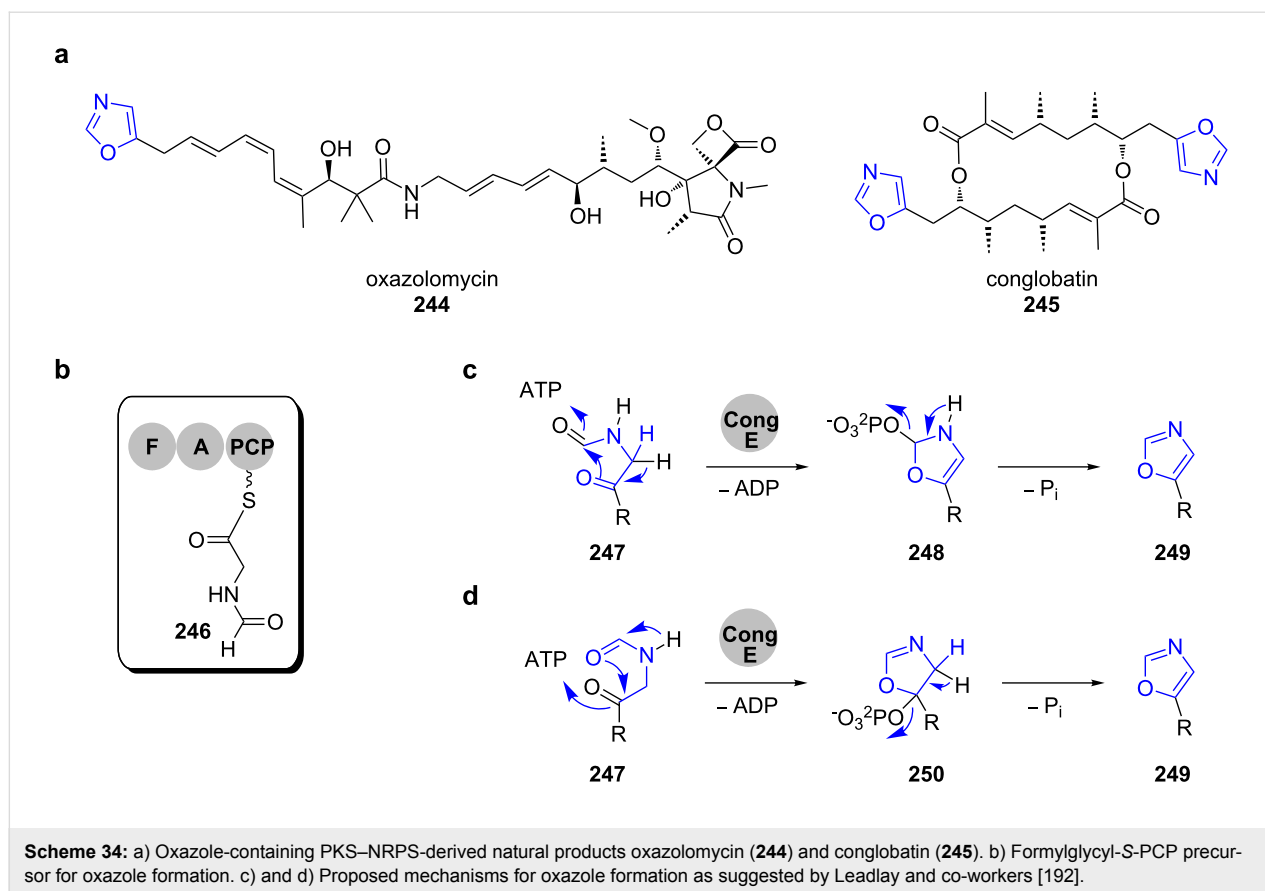 a
N
O
OH
O
N
H
OH
O
O
O
HO
N
O
oxazolomycin
244
O
O
N
O
O
N
O
O
conglobatin
245
b
F A PCP
S
O
HN
O
H
246
c
ATP
O
H
N
H
H
O
R
247
Cong
E
– ADP
⁻O₃²PO
H
N
O
R
248
– Pᵢ
N
O
R
249
d
ATP
O
N
H
O
R
247
Cong
E
– ADP
N
H
O
H
⁻O₃²PO
R
250
– Pᵢ
N
O
R
249
Scheme 34: a) Oxazole-containing PKS–NRPS-derived natural products oxazolomycin (244) and conglobatin (245). b) Formylglycyl-S-PCP precur-
sor for oxazole formation. c) and d) Proposed mechanisms for oxazole formation as suggested by Leadlay and co-workers [192].